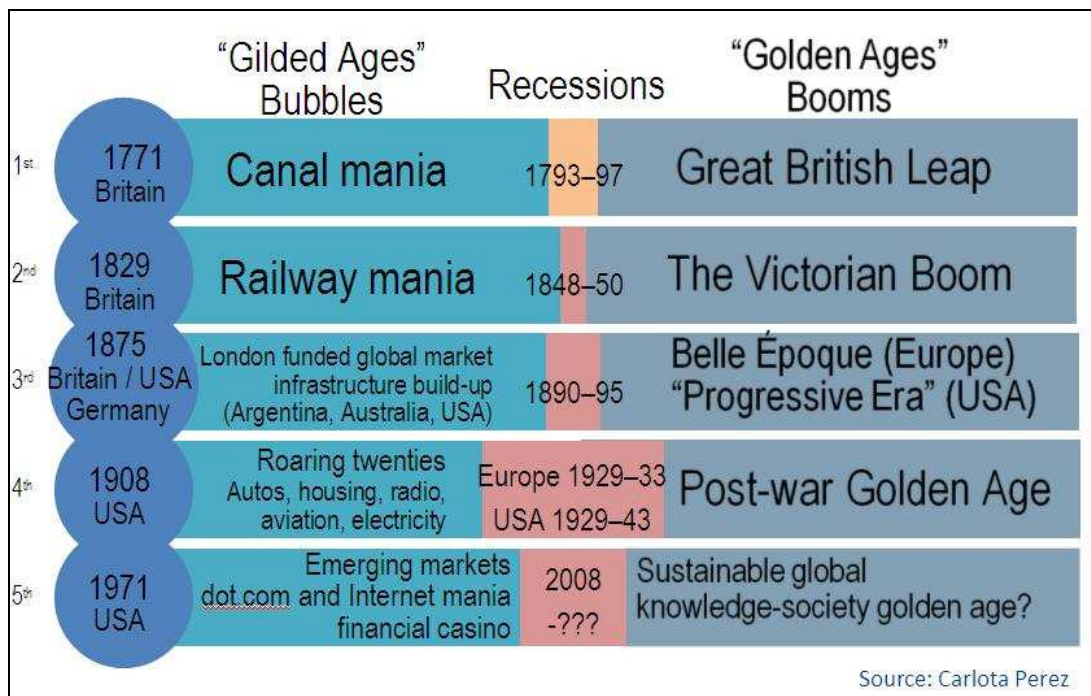 “Gilded Ages”
Bubbles
Recessions
“Golden Ages”
Booms
1st
1771
Britain
Canal mania
1793–97
Great British Leap
2nd
1829
Britain
Railway mania
1848–50
The Victorian Boom
3rd
1875
Britain / USA
Germany
London funded global market
infrastructure build-up
(Argentina, Australia, USA)
1890–95
Belle Époque (Europe)
“Progressive Era” (USA)
4th
1908
USA
Roaring twenties
Autos, housing, radio,
aviation, electricity
Europe 1929–33
USA 1929–43
Post-war Golden Age
5th
1971
USA
Emerging markets
dot.com and Internet mania
financial casino
2008
-???
Sustainable global
knowledge-society golden age?
Source: Carlota Perez